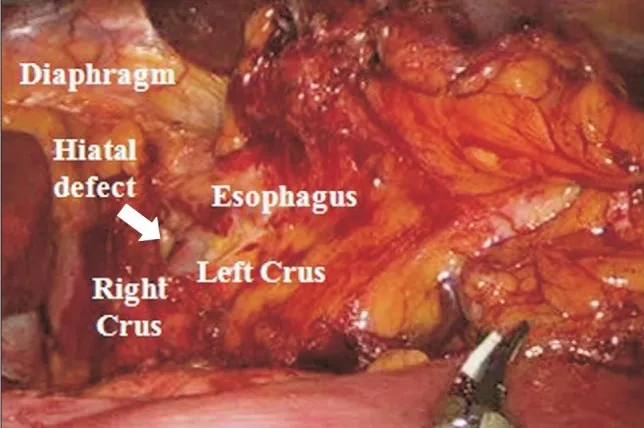 Diaphragm
Hiatal
defect
Esophagus
Left Crus
Right
Crus